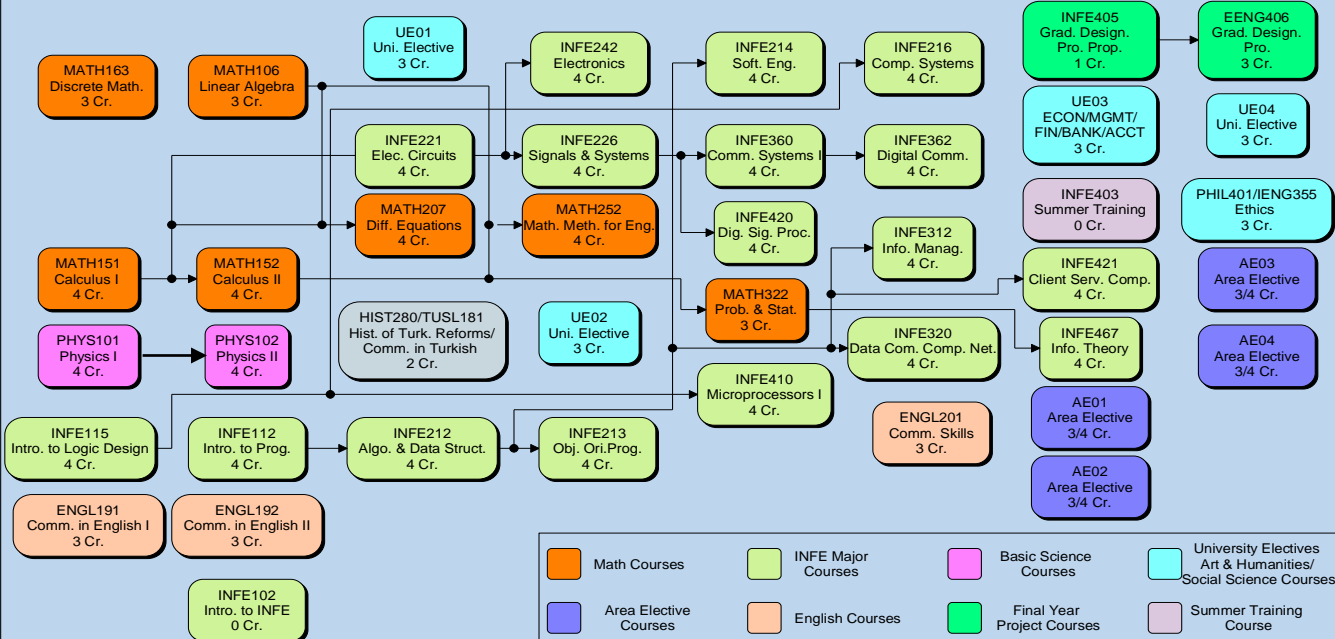 MATH163
Discrete Math.
3 Cr.
MATH106
Linear Algebra
3 Cr.
UE01
Uni. Elective
3 Cr.
INFE242
Electronics
4 Cr.
INFE214
Soft. Eng.
4 Cr.
INFE216
Comp. Systems
4 Cr.
INFE405
Grad. Design.
Pro. Prop.
1 Cr.
EENG406
Grad. Design.
Pro.
3 Cr.
UE03
ECON/MGMT/
FIN/BANK/ACCT
3 Cr.
UE04
Uni. Elective
3 Cr.
INFE221
Elec. Circuits
4 Cr.
INFE226
Signals & Systems
4 Cr.
INFE360
Comm. Systems I
4 Cr.
INFE362
Digital Comm.
4 Cr.
MATH207
Diff. Equations
4 Cr.
MATH252
Math. Meth. for Eng.
4 Cr.
INFE420
Dig. Sig. Proc.
4 Cr.
INFE312
Info. Manag.
4 Cr.
INFE403
Summer Training
0 Cr.
PHIL401/IENG355
Ethics
3 Cr.
MATH151
Calculus I
4 Cr.
MATH152
Calculus II
4 Cr.
INFE421
Client Serv. Comp.
4 Cr.
AE03
Area Elective
3/4 Cr.
PHYS101
Physics I
4 Cr.
PHYS102
Physics II
4 Cr.
HIST280/TUSL181
Hist. of Turk. Reforms/
Comm. in Turkish
2 Cr.
UE02
Uni. Elective
3 Cr.
MATH322
Prob. & Stat.
3 Cr.
INFE320
Data Com. Comp. Net.
4 Cr.
INFE467
Info. Theory
4 Cr.
AE04
Area Elective
3/4 Cr.
INFE410
Microprocessors I
4 Cr.
AE01
Area Elective
3/4 Cr.
INFE115
Intro. to Logic Design
4 Cr.
INFE112
Intro. to Prog.
4 Cr.
INFE212
Algo. & Data Struct.
4 Cr.
INFE213
Obj. Ori.Prog.
4 Cr.
ENGL201
Comm. Skills
3 Cr.
AE02
Area Elective
3/4 Cr.
ENGL191
Comm. in English I
3 Cr.
ENGL192
Comm. in English II
3 Cr.
INFE102
Intro. to INFE
0 Cr.
Math Courses
INFE Major
Courses
Basic Science
Courses
University Electives
Art & Humanities/
Social Science Courses
Area Elective
Courses
English Courses
Final Year
Project Courses
Summer Training
Course